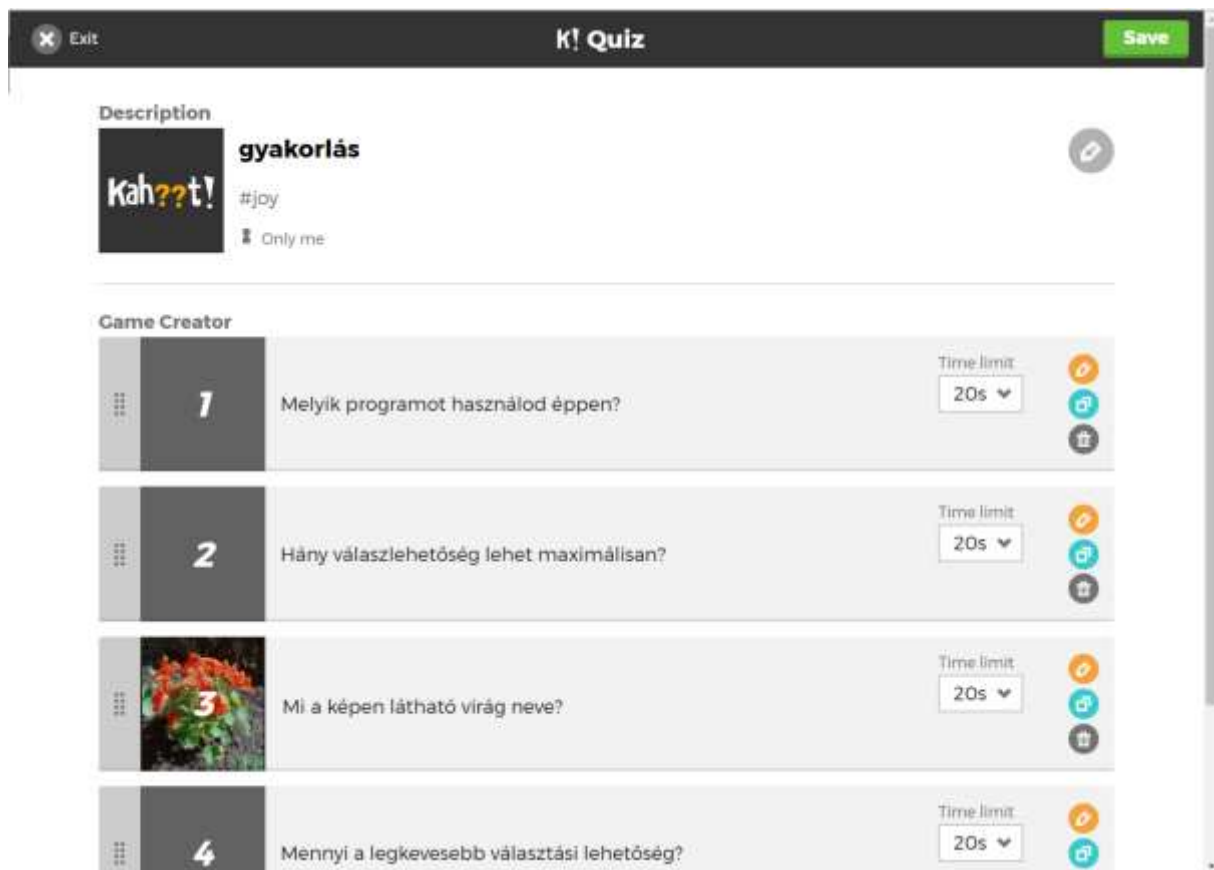 Exit
K! Quiz
Save
Description
Kah??t!
gyakorlás
#joy
Only me
Game Creator
1
Melyik programot használod éppen?
Time limit
20s
2
Hány válaszlehetőség lehet maximálisan?
Time limit
20s
3
Mi a képen látható virág neve?
Time limit
20s
4
Mennyi a legkevesebb választási lehetőség?
Time limit
20s